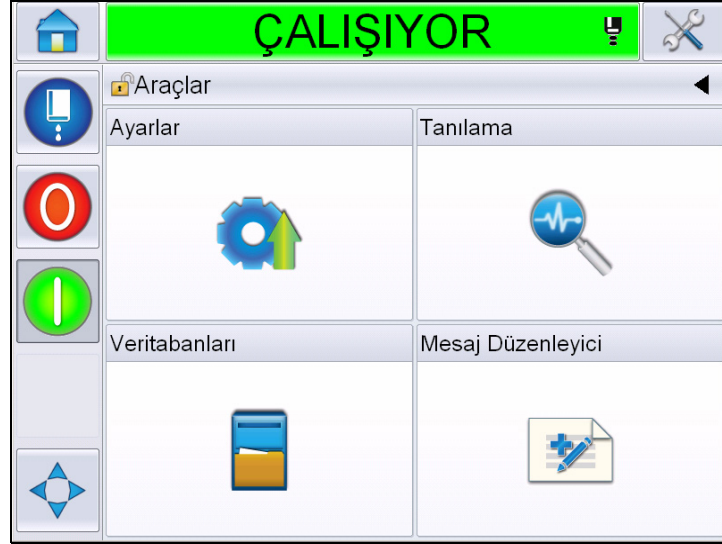 ÇALIŞIYOR
Araçlar
Ayarlar
Tanılama
Veritabanları
Mesaj Düzenleyici